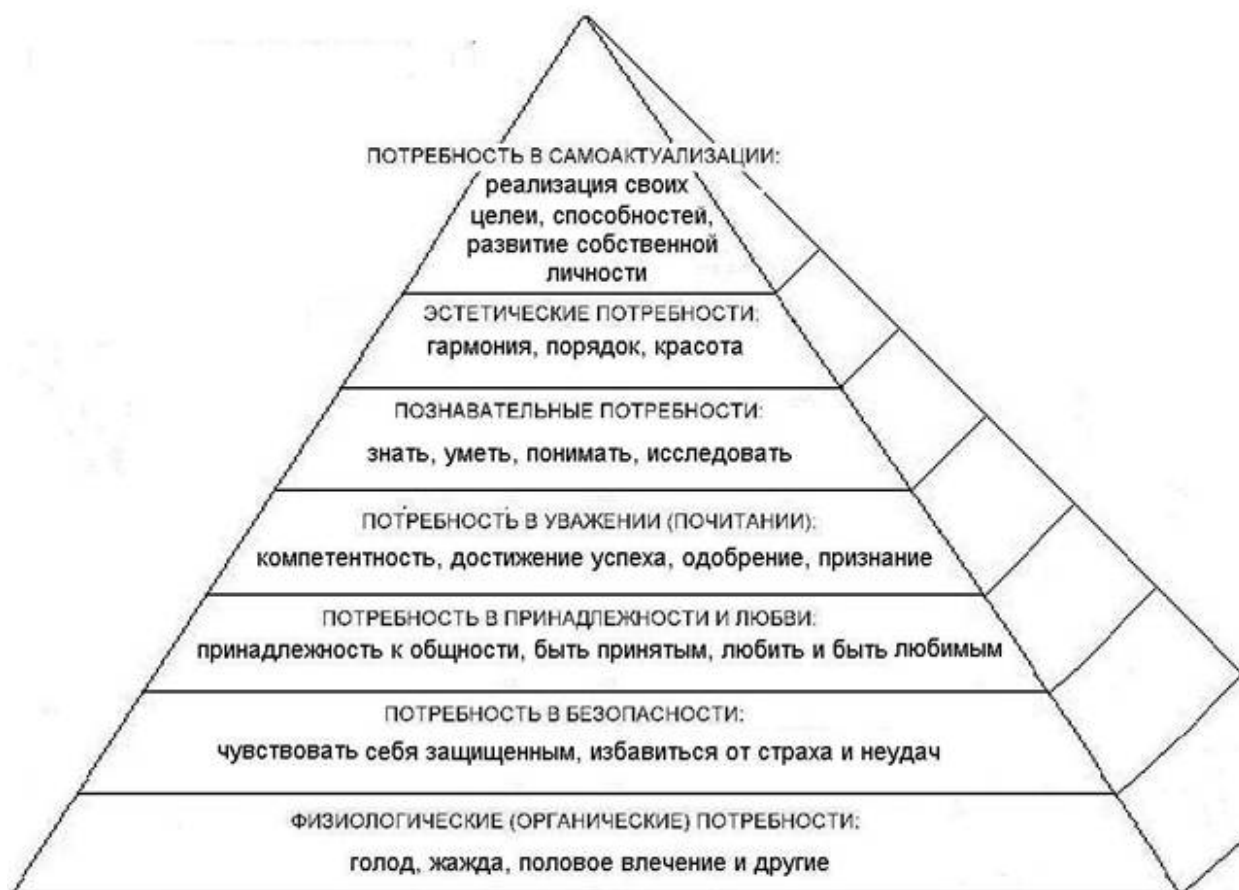 ПОТРЕБНОСТЬ В САМОАКТУАЛИЗАЦИИ:
реализация своих
целеи, способностей,
развитие собственной
личности
ЭСТЕТИЧЕСКИЕ ПОТРЕБНОСТИ:
гармония, порядок, красота
ПОЗНАВАТЕЛЬНЫЕ ПОТРЕБНОСТИ:
знать, уметь, понимать, исследовать
ПОТРЕБНОСТЬ В УВАЖЕНИИ (ПОЧИТАНИИ):
компетентность, достижение успеха, одобрение, признание
ПОТРЕБНОСТЬ В ПРИНАДЛЕЖНОСТИ И ЛЮБВИ:
принадлежность к общности, быть принятым, любить и быть любимым
ПОТРЕБНОСТЬ В БЕЗОПАСНОСТИ:
чувствовать себя защищенным, избавиться от страха и неудач
ФИЗИОЛОГИЧЕСКИЕ (ОРГАНИЧЕСКИЕ) ПОТРЕБНОСТИ:
голод, жажда, половое влечение и другие